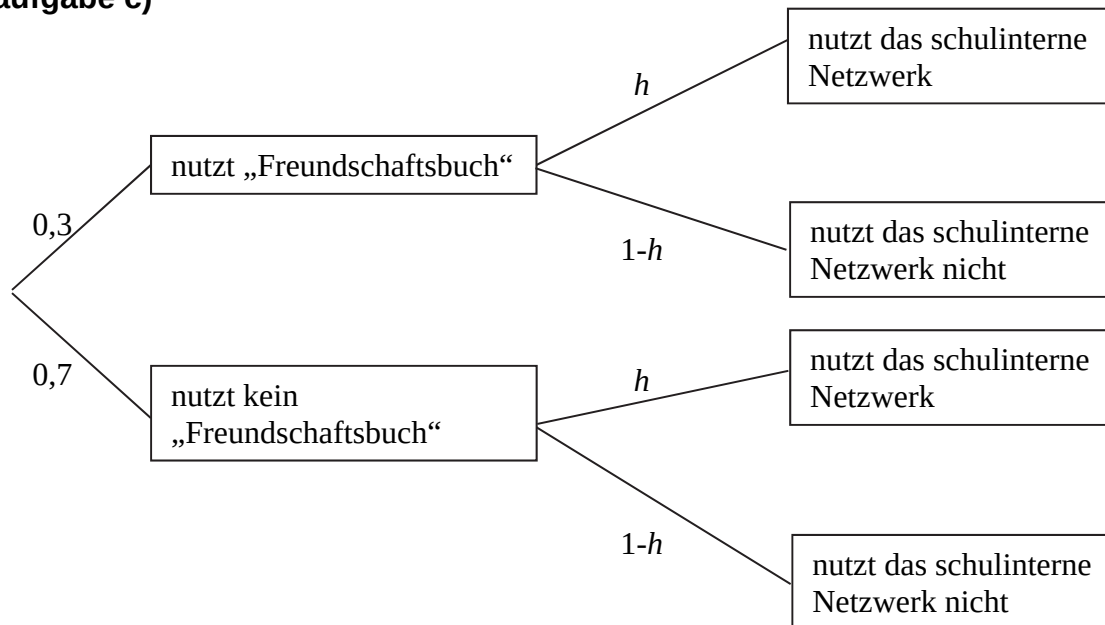 aufgabe c)
nutzt das schulinterne
Netzwerk
h
nutzt „Freundschaftsbuch“
0,3
nutzt das schulinterne
Netzwerk nicht
1-h
nutzt das schulinterne
Netzwerk
0,7
h
nutzt kein
„Freundschaftsbuch“
1-h
nutzt das schulinterne
Netzwerk nicht